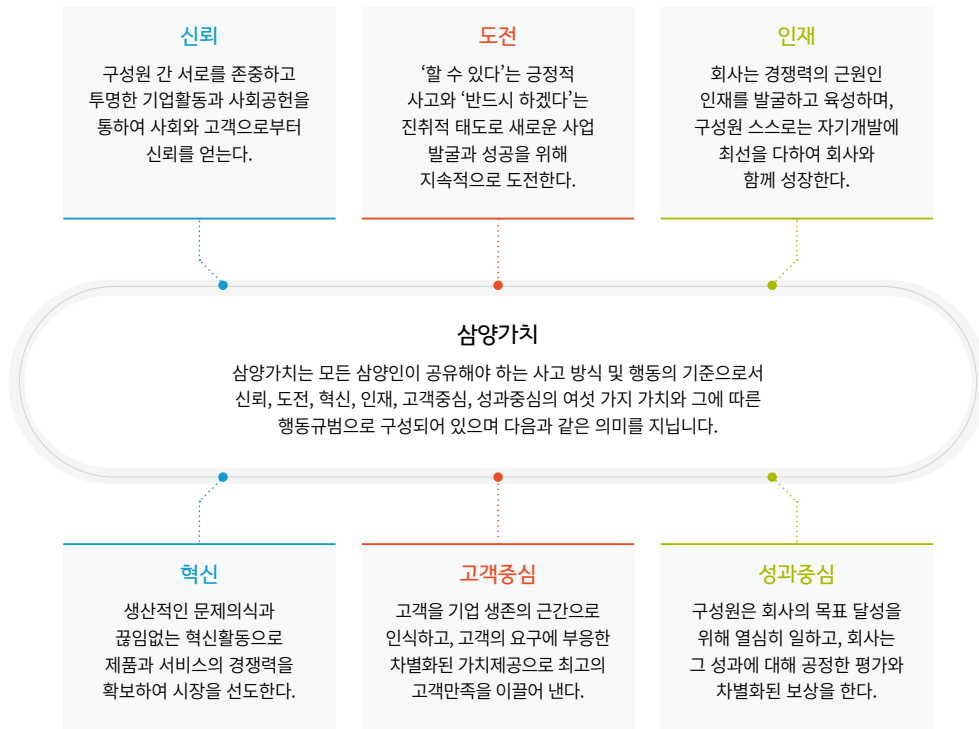 신뢰
구성원 간 서로를 존중하고
투명한 기업활동과 사회공헌을
통하여 사회와 고객으로부터
신뢰를 얻는다.
도전
‘할 수 있다’는 긍정적
사고와 ‘반드시 하겠다’는
진취적 태도로 새로운 사업
발굴과 성공을 위해
지속적으로 도전한다.
인재
회사는 경쟁력의 근원인
인재를 발굴하고 육성하며,
구성원 스스로는 자기개발에
최선을 다하여 회사와
함께 성장한다.
삼양가치
삼양가치는 모든 삼양인이 공유해야 하는 사고 방식 및 행동의 기준으로서
신뢰, 도전, 혁신, 인재, 고객중심, 성과중심의 여섯 가지 가치와 그에 따른
행동규범으로 구성되어 있으며 다음과 같은 의미를 지닙니다.
혁신
생산적인 문제의식과
끊임없는 혁신활동으로
제품과 서비스의 경쟁력을
확보하여 시장을 선도한다.
고객중심
고객을 기업 생존의 근간으로
인식하고, 고객의 요구에 부응한
차별화된 가치제공으로 최고의
고객만족을 이끌어 낸다.
성과중심
구성원은 회사의 목표 달성을
위해 열심히 일하고, 회사는
그 성과에 대해 공정한 평가와
차별화된 보상을 한다.